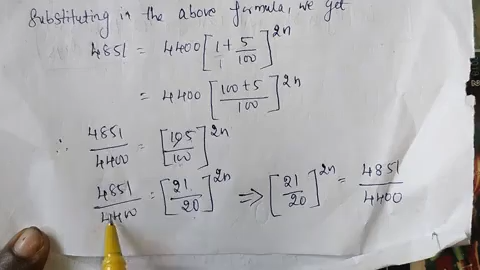 Substituting in the above formula, we get
4851 = 4400 [1/1 + 5/100]^2n
= 4400 [100+5/100]^2n
∴ 4851/4400 = [105/100]^2n
4851/4400 = [21/20]^2n ⟹ [21/20]^2n = 4851/4400